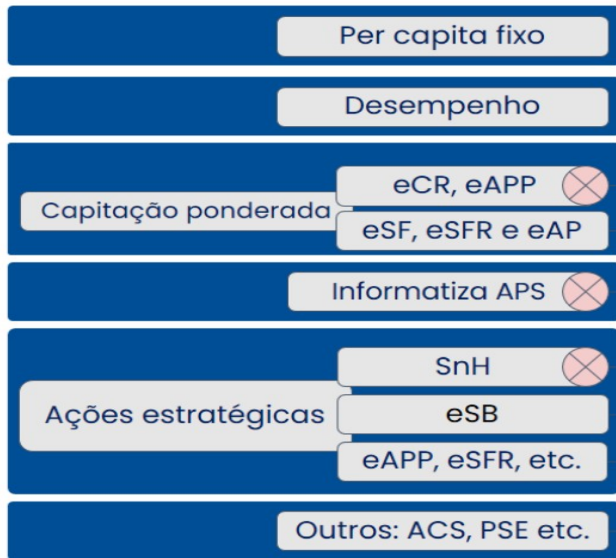 Per capita fixo
Desempenho
Capitação ponderada
eCR, eAPP
eSF, eSFR e eAP
Informatiza APS
Ações estratégicas
SnH
eSB
eAPP, eSFR, etc.
Outros: ACS, PSE etc.